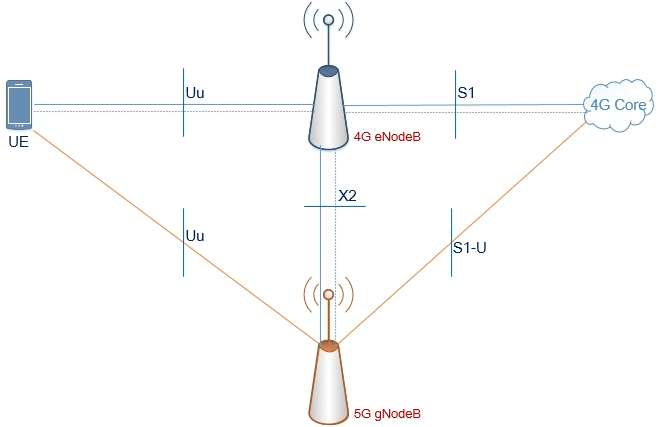 Uu
S1
4G Core
4G eNodeB
UE
X2
Uu
S1-U
5G gNodeB